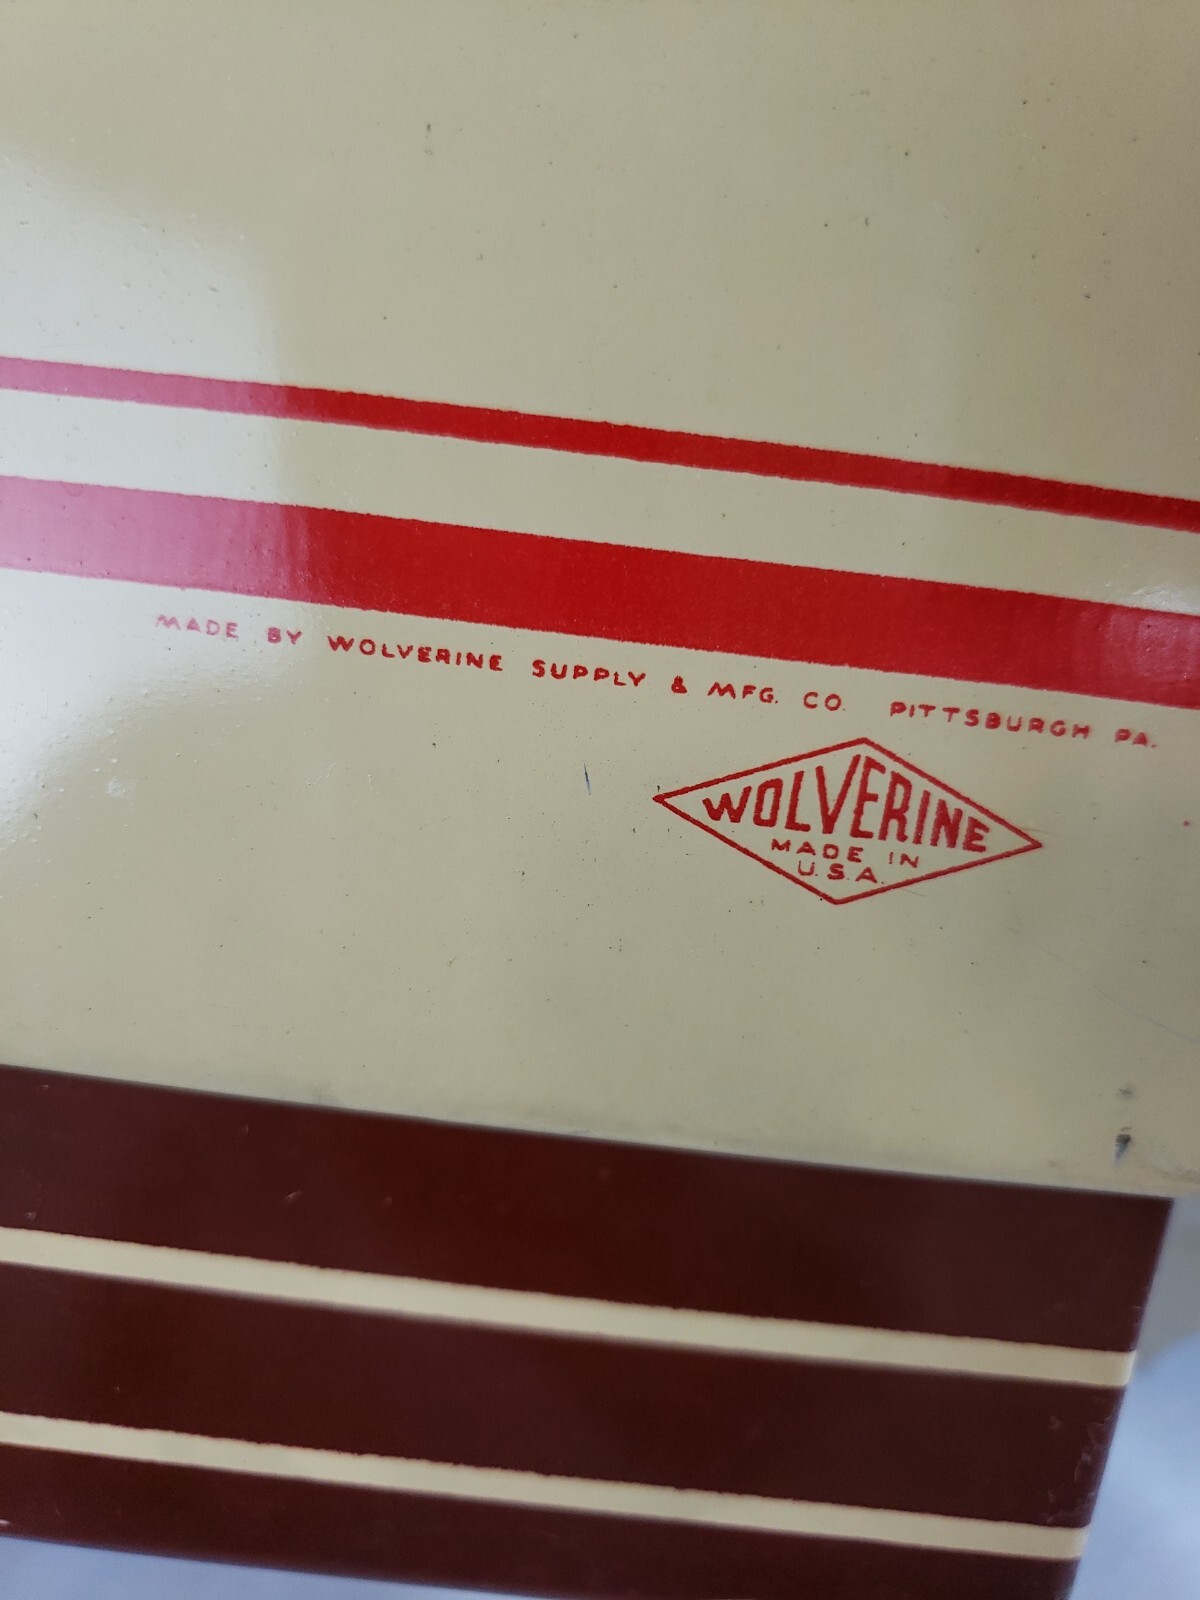 MADE BY WOLVERINE SUPPLY & MFG. CO. PITTSBURGH PA.
WOLVERINE
MADE IN
U.S.A.